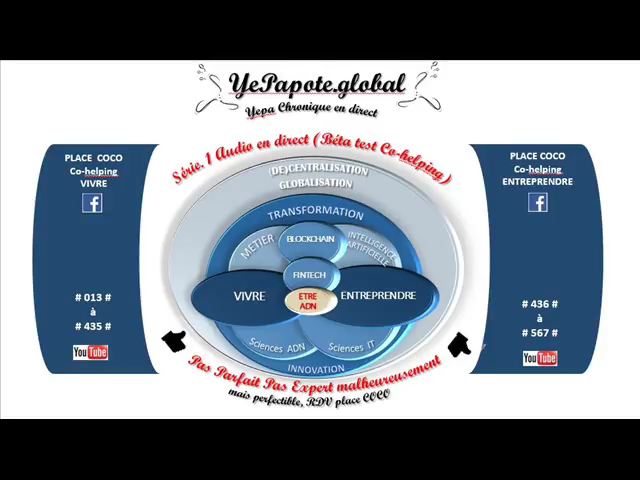 YePapote.global
Yepa Chronique en direct
Série. 1 Audio en direct (Béta test Co-helping)
PLACE COCO
Co-helping
VIVRE
f
# 013 #
à
# 435 #
YouTube
(DE)CENTRALISATION
GLOBALISATION
TRANSFORMATION
METIER
BLOCKCHAIN
INTELLIGENCE
ARTIFICIELLE
FINTECH
VIVRE
ETRE
ADN
ENTREPRENDRE
Sciences ADN
Sciences IT
INNOVATION
PLACE COCO
Co-helping
ENTREPRENDRE
f
# 436 #
à
# 567 #
YouTube
Pas Parfait Pas Expert malheureusement
mais perfectible, RDV place COCO